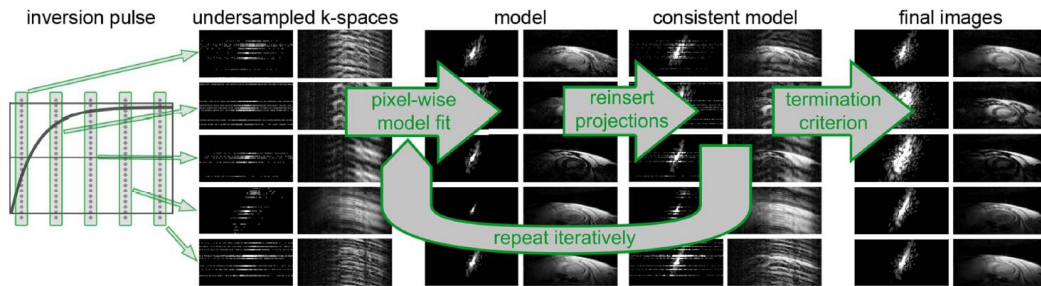 inversion pulse
undersampled k-spaces
model
consistent model
final images
pixel-wise
model fit
reinsert
projections
termination
criterion
repeat iteratively